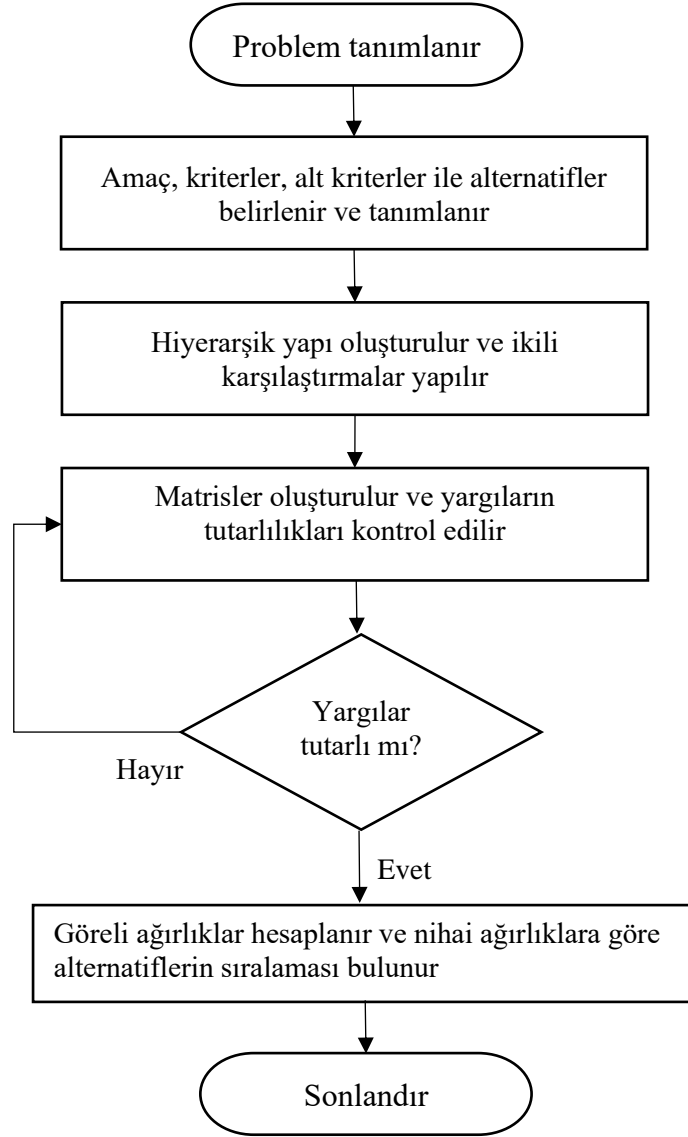 Problem tanımlanır
Amaç, kriterler, alt kriterler ile alternatifler
belirlenir ve tanımlanır
Hiyerarşik yapı oluşturulur ve ikili
karşılaştırmalar yapılır
Matrisler oluşturulur ve yargıların
tutarlılıkları kontrol edilir
Yargılar
tutarlı mı?
Hayır
Evet
Göreli ağırlıklar hesaplanır ve nihai ağırlıklara göre
alternatiflerin sıralaması bulunur
Sonlandır